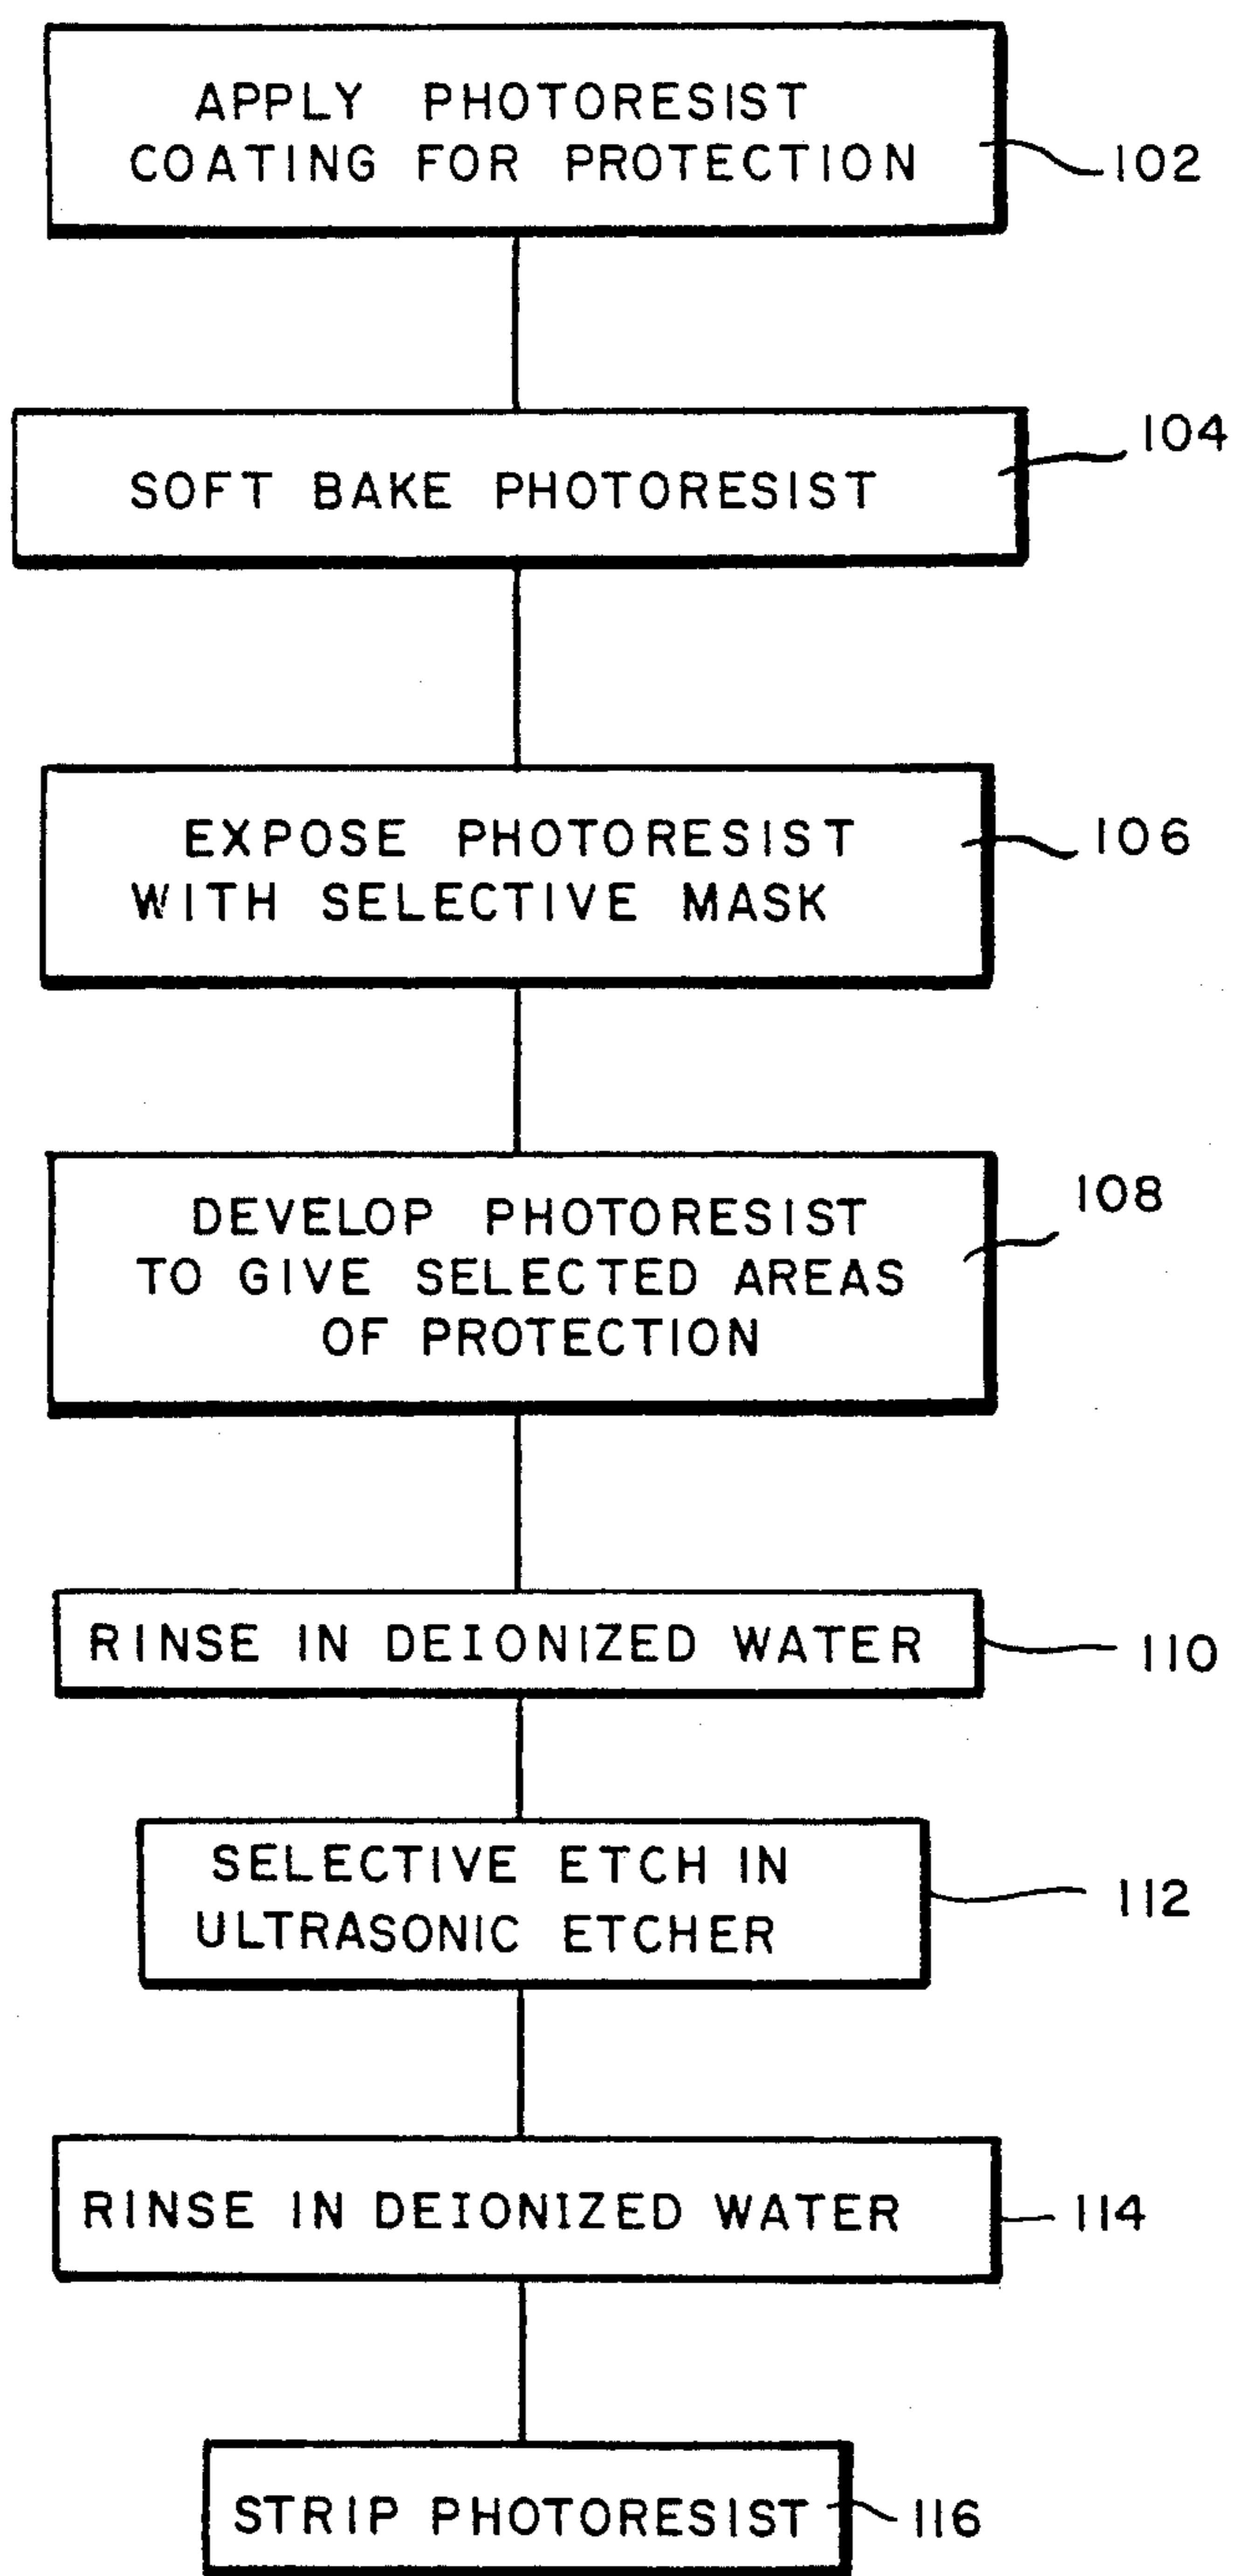 APPLY PHOTORESIST
COATING FOR PROTECTION
102
SOFT BAKE PHOTORESIST
104
EXPOSE PHOTORESIST
WITH SELECTIVE MASK
106
DEVELOP PHOTORESIST
TO GIVE SELECTED AREAS
OF PROTECTION
108
RINSE IN DEIONIZED WATER
110
SELECTIVE ETCH IN
ULTRASONIC ETCHER
112
RINSE IN DEIONIZED WATER
114
STRIP PHOTORESIST
116